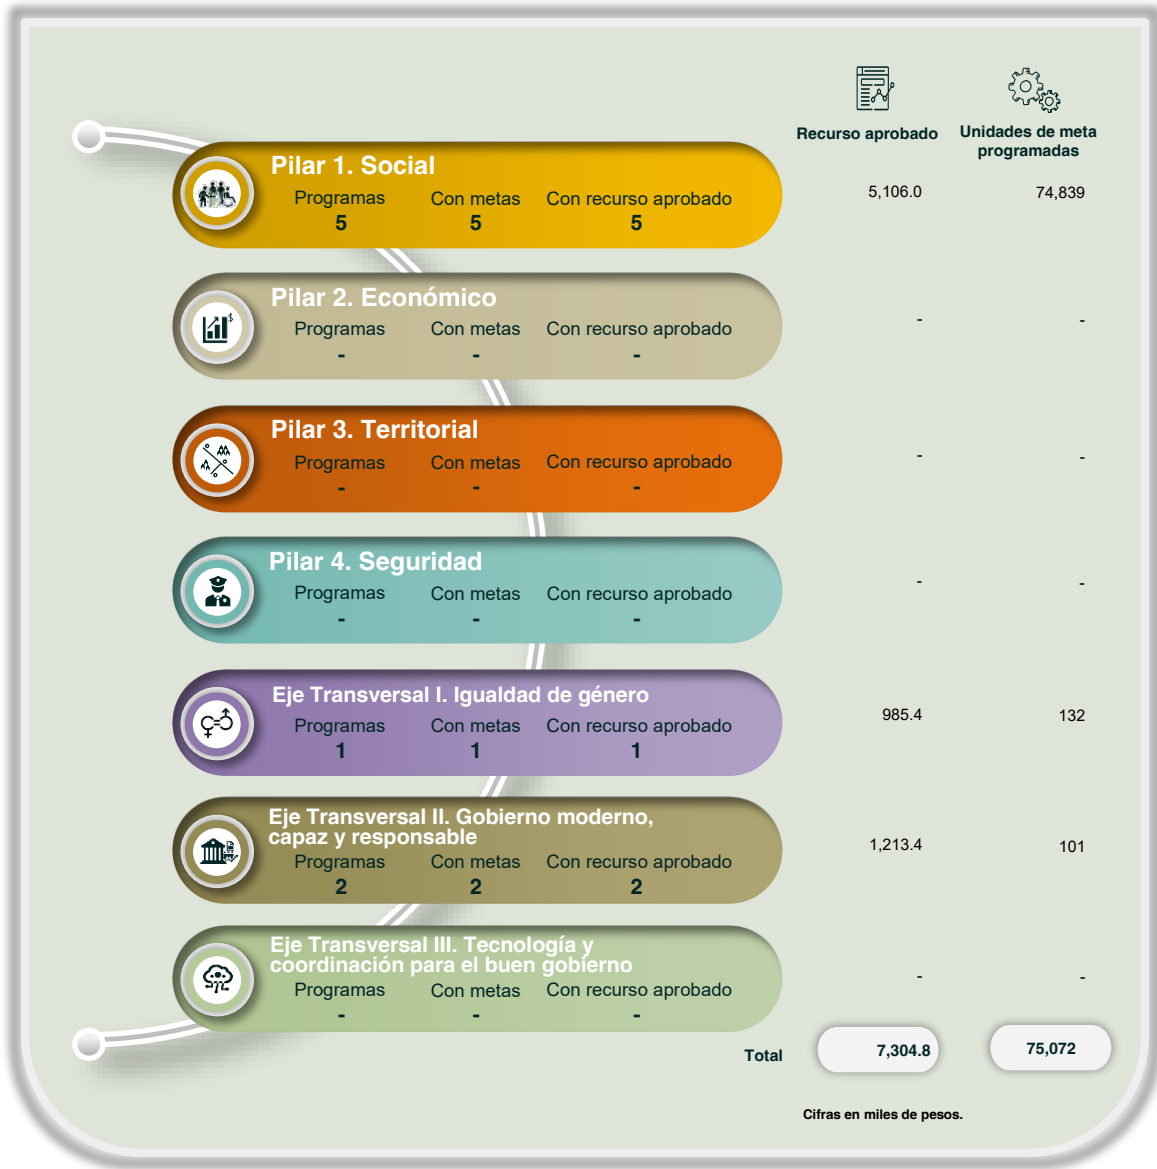 Recurso aprobado
Unidades de meta
programadas
Pilar 1. Social
Programas Con metas Con recurso aprobado
5 5 5
5,106.0 74,839
Pilar 2. Económico
Programas Con metas Con recurso aprobado
- - -
- -
Pilar 3. Territorial
Programas Con metas Con recurso aprobado
- - -
- -
Pilar 4. Seguridad
Programas Con metas Con recurso aprobado
- - -
- -
Eje Transversal I. Igualdad de género
Programas Con metas Con recurso aprobado
1 1 1
985.4 132
Eje Transversal II. Gobierno moderno,
capaz y responsable
Programas Con metas Con recurso aprobado
2 2 2
1,213.4 101
Eje Transversal III. Tecnología y
coordinación para el buen gobierno
Programas Con metas Con recurso aprobado
- - -
- -
Total 7,304.8 75,072
Cifras en miles de pesos.